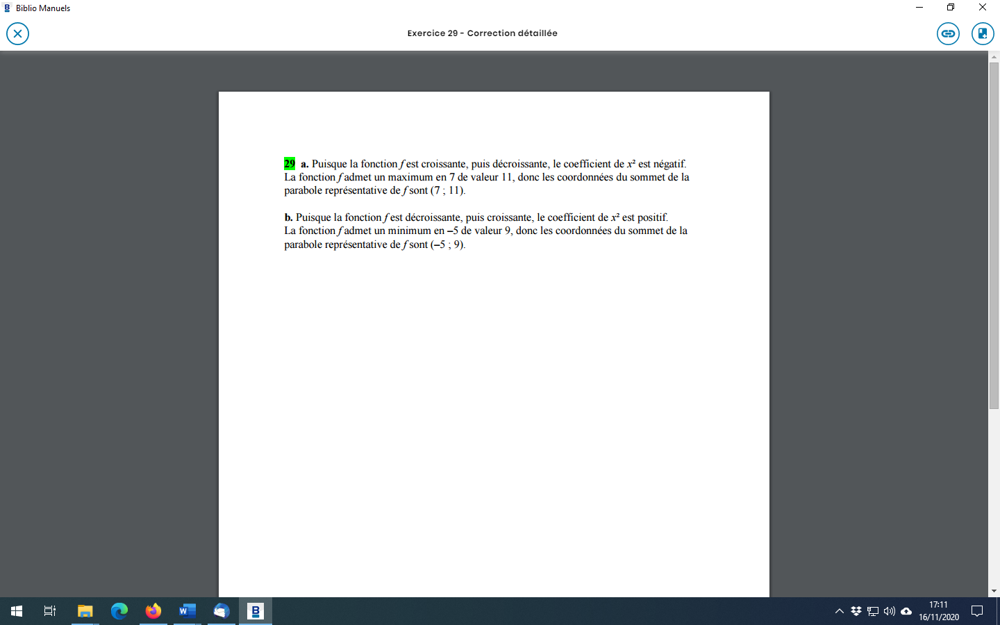 Biblio Manuels
Exercice 29 - Correction détaillée
29 a. Puisque la fonction f est croissante, puis décroissante, le coefficient de x² est négatif.
La fonction f admet un maximum en 7 de valeur 11, donc les coordonnées du sommet de la
parabole représentative de f sont (7 ; 11).
b. Puisque la fonction f est décroissante, puis croissante, le coefficient de x² est positif.
La fonction f admet un minimum en –5 de valeur 9, donc les coordonnées du sommet de la
parabole représentative de f sont (–5 ; 9).
17:11
16/11/2020